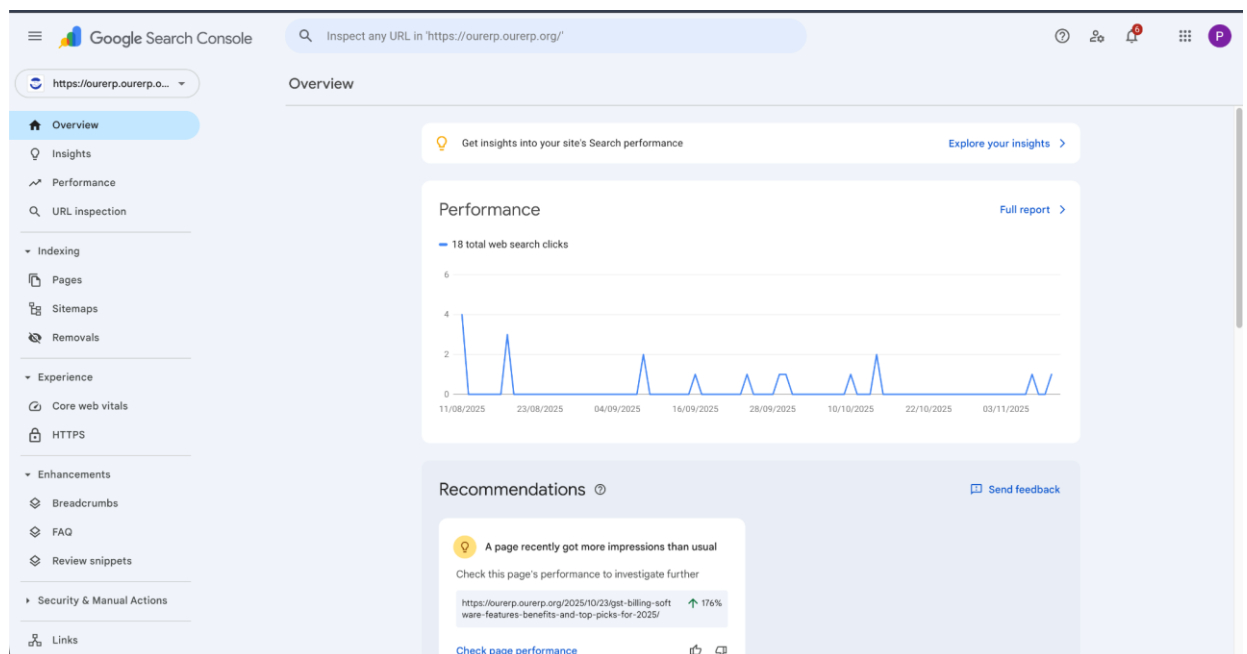 Google Search Console
Inspect any URL in 'https://ourerp.ourerp.org/'
6
P
https://ourerp.ourerp.o...
Overview
Insights
Performance
URL inspection
Indexing
Pages
Sitemaps
Removals
Experience
Core web vitals
HTTPS
Enhancements
Breadcrumbs
FAQ
Review snippets
Security & Manual Actions
Links
Overview
Get insights into your site's Search performance
Explore your insights
Performance
Full report
18 total web search clicks
6
4
2
0
11/08/2025 23/08/2025 04/09/2025 16/09/2025 28/09/2025 10/10/2025 22/10/2025 03/11/2025
Recommendations
Send feedback
A page recently got more impressions than usual
Check this page's performance to investigate further
https://ourerp.ourerp.org/2025/10/23/gst-billing-soft
ware-features-benefits-and-top-picks-for-2025/
176%
Check page performance